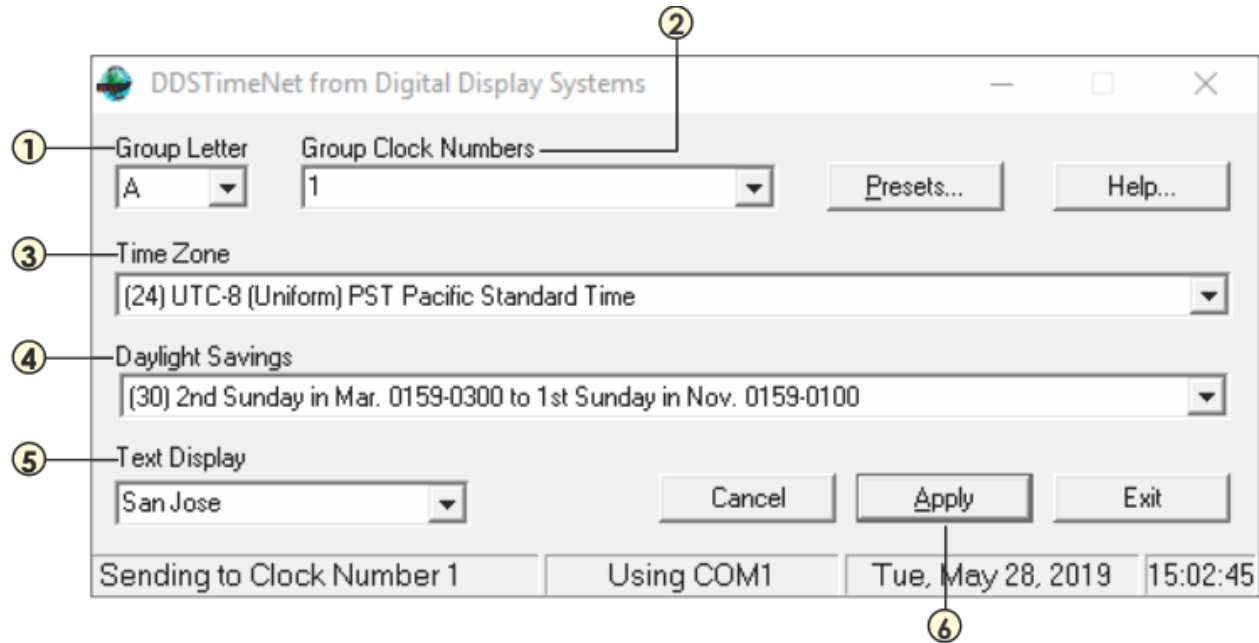 2
DDSTimeNet from Digital Display Systems
1 Group Letter Group Clock Numbers
A 1 Presets... Help...
3 Time Zone
(24) UTC-8 (Uniform) PST Pacific Standard Time
4 Daylight Savings
(30) 2nd Sunday in Mar. 0159-0300 to 1st Sunday in Nov. 0159-0100
5 Text Display
San Jose Cancel Apply Exit
Sending to Clock Number 1 Using COM1 Tue, May 28, 2019 15:02:45
6